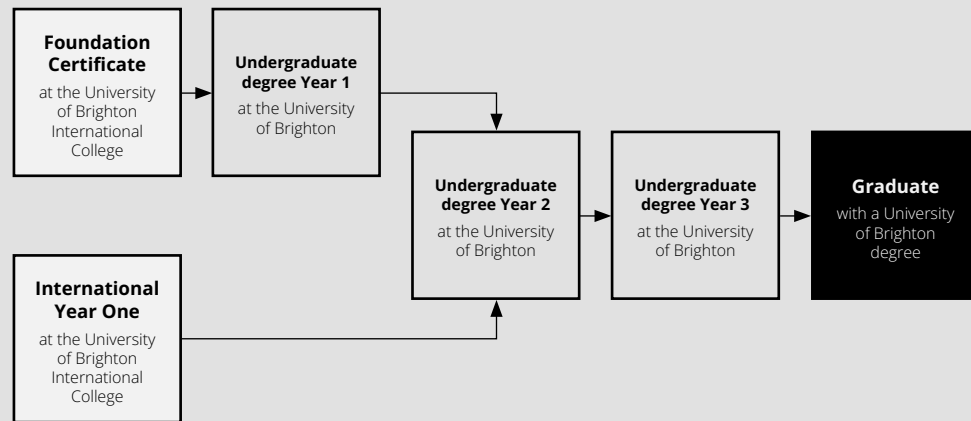 Foundation
Certificate
at the University
of Brighton
International
College
Undergraduate
degree Year 1
at the University
of Brighton
Undergraduate
degree Year 2
at the University
of Brighton
Undergraduate
degree Year 3
at the University
of Brighton
Graduate
with a University
of Brighton
degree
International
Year One
at the University
of Brighton
International
College